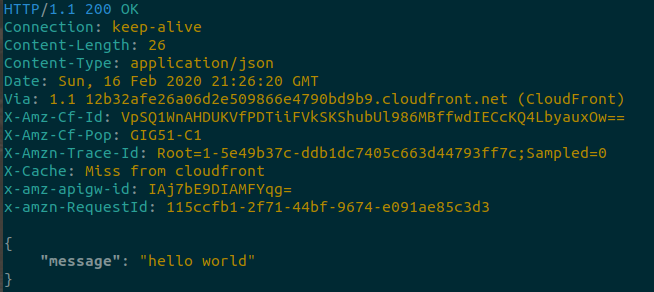 HTTP/1.1 200 OK
Connection: keep-alive
Content-Length: 26
Content-Type: application/json
Date: Sun, 16 Feb 2020 21:26:20 GMT
Via: 1.1 12b32afe26a06d2e509866e4790bd9b9.cloudfront.net (CloudFront)
X-Amz-Cf-Id: VpSQ1WnAHDUKVfPDTiiFVkSKShubUl986MBffwdIECcKQ4LbyauxOw==
X-Amz-Cf-Pop: GIG51-C1
X-Amzn-Trace-Id: Root=1-5e49b37c-ddb1dc7405c663d44793ff7c;Sampled=0
X-Cache: Miss from cloudfront
x-amz-apigw-id: IAj7bE9DIAMFYqg=
x-amzn-RequestId: 115ccfb1-2f71-44bf-9674-e091ae85c3d3
{
    "message": "hello world"
}